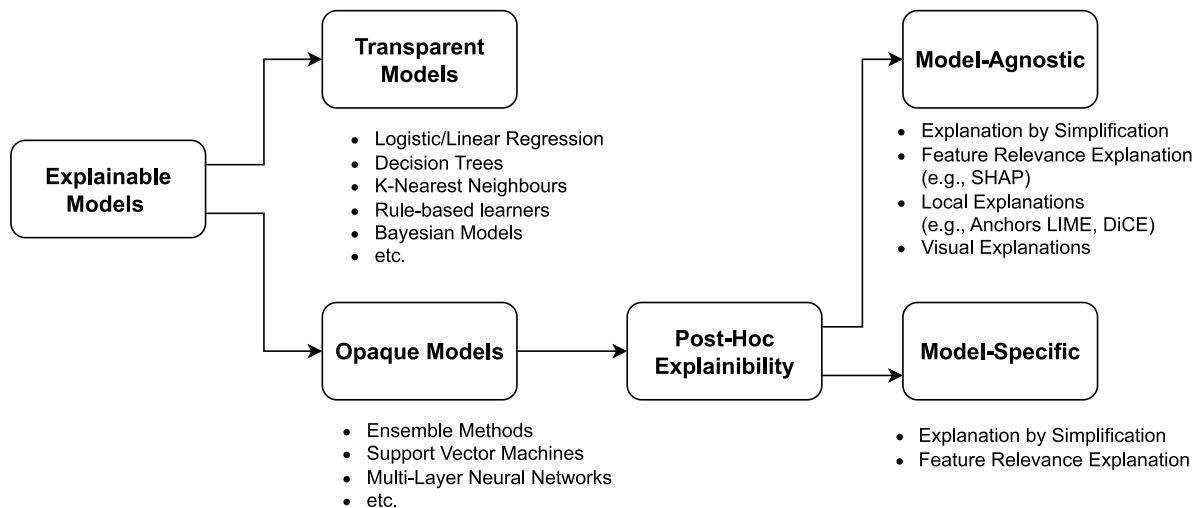 Explainable
Models
Transparent
Models
• Logistic/Linear Regression
• Decision Trees
• K-Nearest Neighbours
• Rule-based learners
• Bayesian Models
• etc.
Opaque Models
• Ensemble Methods
• Support Vector Machines
• Multi-Layer Neural Networks
• etc.
Post-Hoc
Explainibility
Model-Agnostic
• Explanation by Simplification
• Feature Relevance Explanation
(e.g., SHAP)
• Local Explanations
(e.g., Anchors LIME, DiCE)
• Visual Explanations
Model-Specific
• Explanation by Simplification
• Feature Relevance Explanation